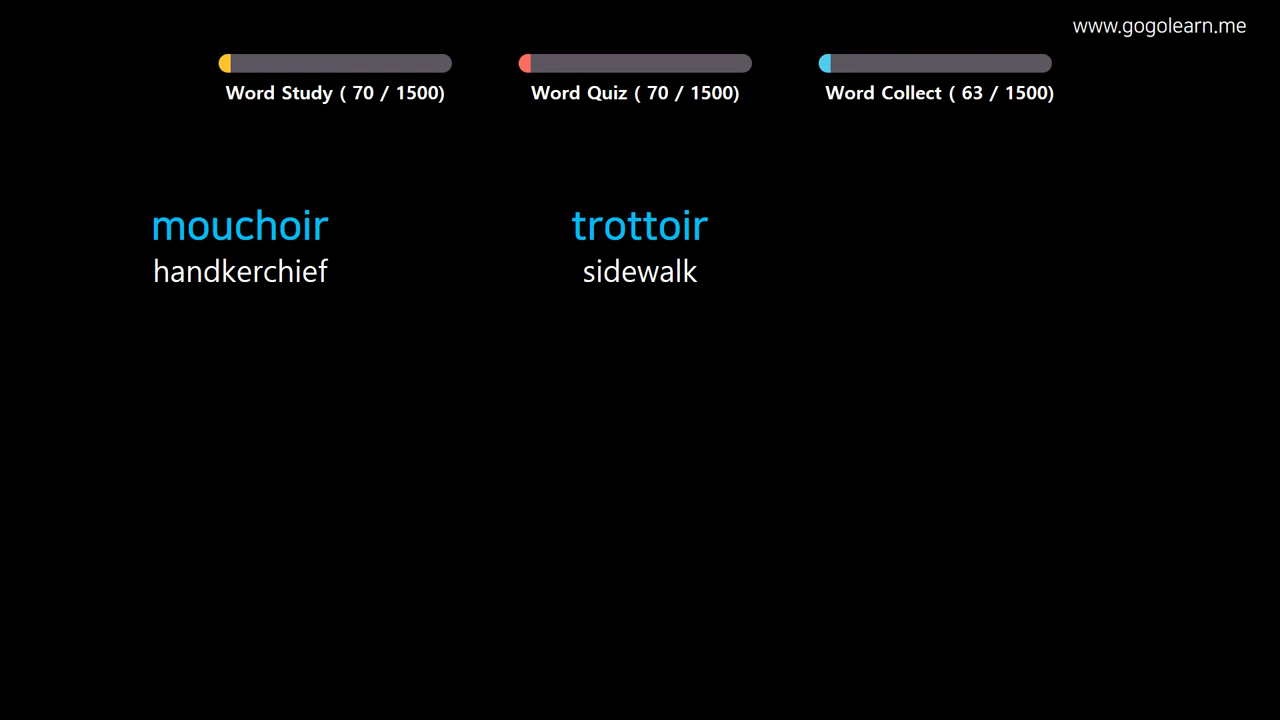 www.gogolearn.me
Word Study ( 70 / 1500)
Word Quiz ( 70 / 1500)
Word Collect ( 63 / 1500)
mouchoir
handkerchief
trottoir
sidewalk